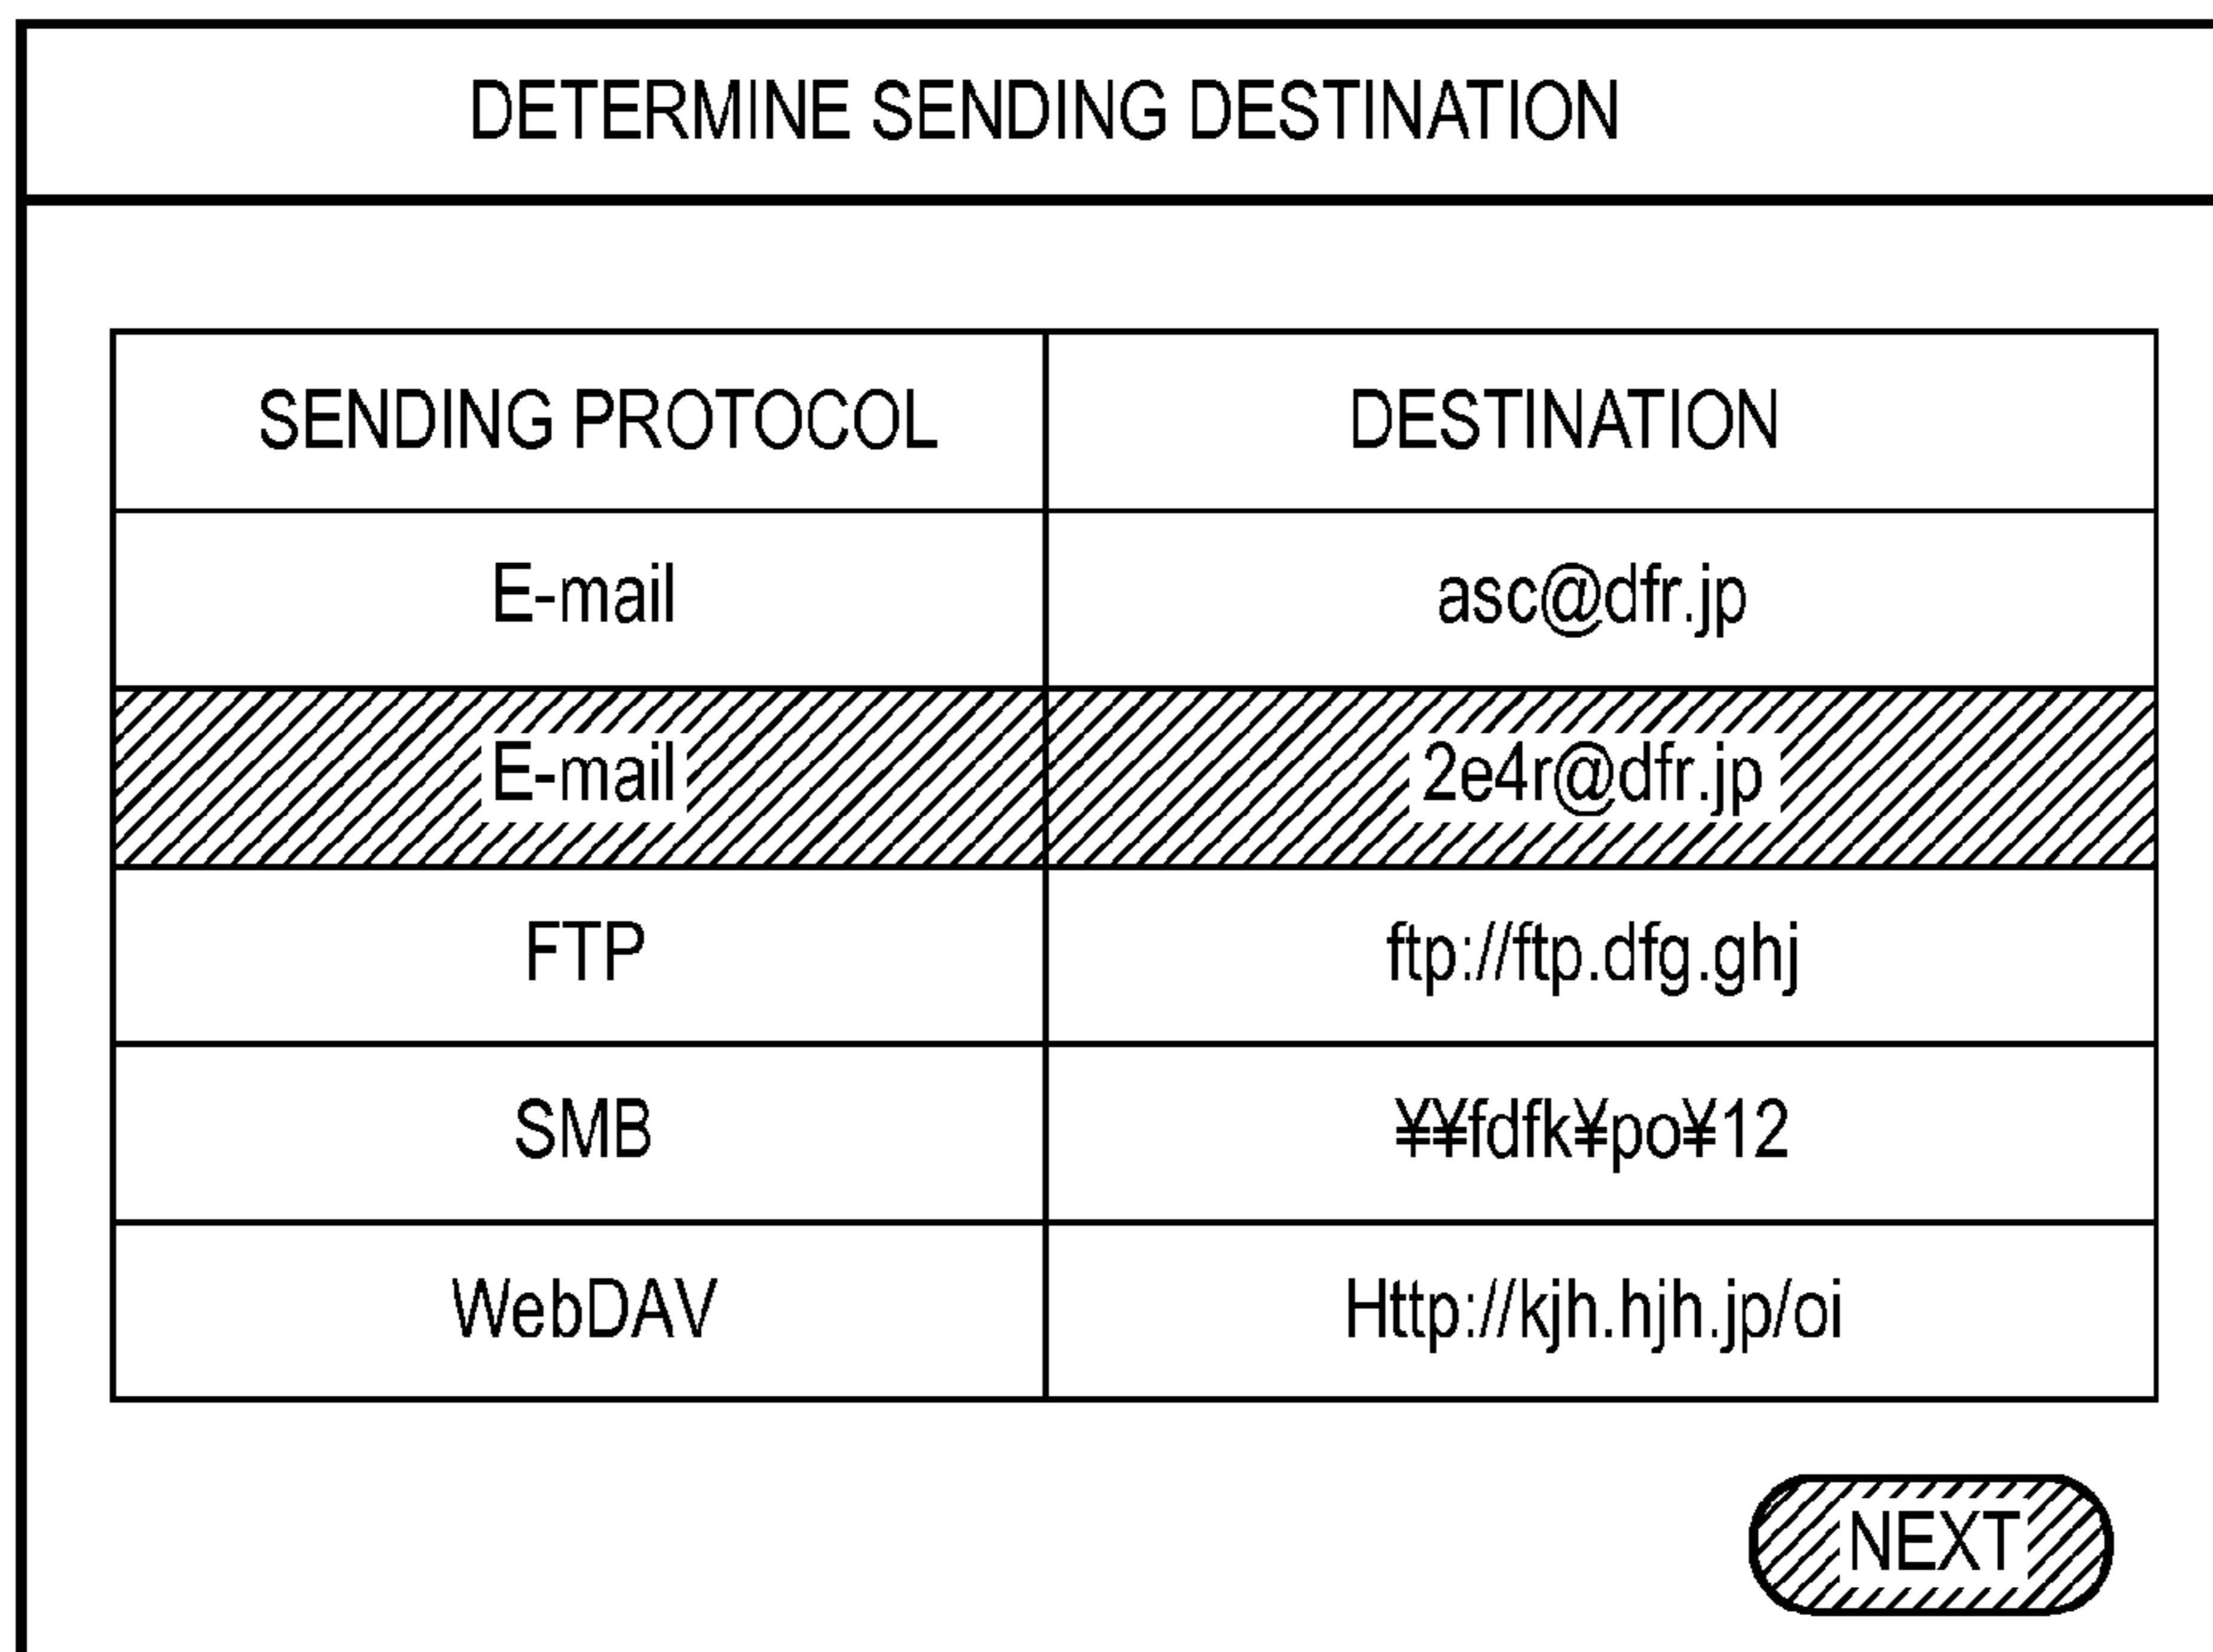 DETERMINE SENDING DESTINATION
SENDING PROTOCOL DESTINATION
E-mail asc@dfr.jp
E-mail 2e4r@dfr.jp
FTP ftp://ftp.dfg.ghj
SMB ¥¥fdfk¥po¥12
WebDAV Http://kjh.hjh.jp/oi
NEXT